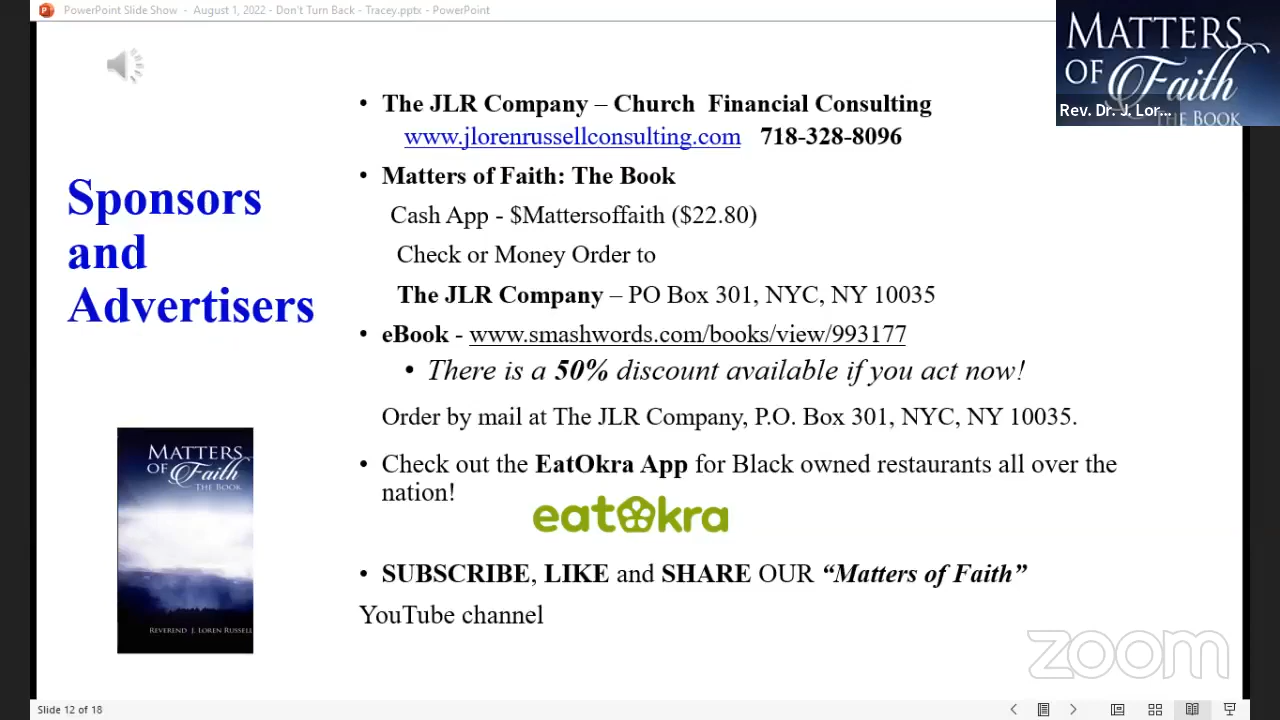 PowerPoint Slide Show - August 1, 2022 - Don't Turn Back - Tracey.pptx - PowerPoint
MATTERS
OF Faith
THE BOOK
Rev. Dr. J. Lor...
Sponsors
and
Advertisers
• The JLR Company – Church Financial Consulting
www.jlorenrussellconsulting.com 718-328-8096
• Matters of Faith: The Book
Cash App - $Mattersoffaith ($22.80)
Check or Money Order to
The JLR Company – PO Box 301, NYC, NY 10035
• eBook - www.smashwords.com/books/view/993177
• There is a 50% discount available if you act now!
Order by mail at The JLR Company, P.O. Box 301, NYC, NY 10035.
• Check out the EatOkra App for Black owned restaurants all over the
nation!
eatokra
• SUBSCRIBE, LIKE and SHARE OUR “Matters of Faith”
YouTube channel
MATTERS
OF Faith
THE BOOK
REVEREND J. LOREN RUSSELL
zoom
Slide 12 of 18